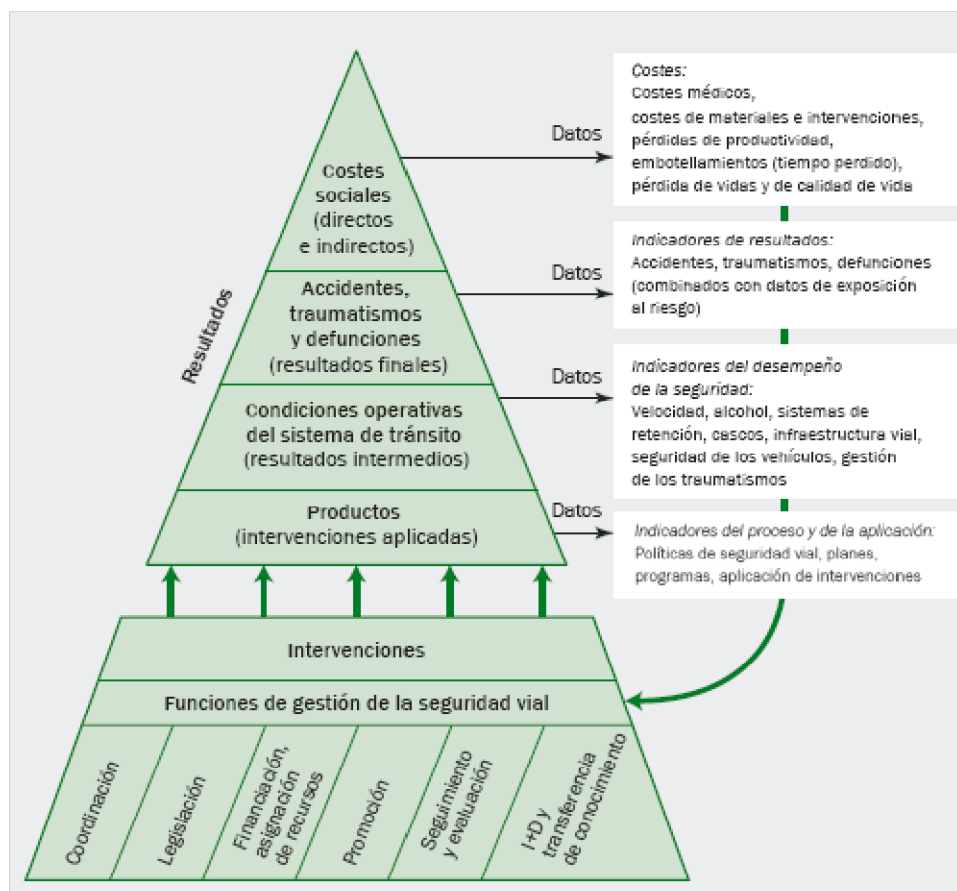 Costes
sociales
(directos
e indirectos)
Accidentes,
traumatismos
y defunciones
(resultados finales)
Condiciones operativas
del sistema de tránsito
(resultados intermedios)
Productos
(intervenciones aplicadas)
Resultados
Datos
Costes:
Costes médicos,
costes de materiales e intervenciones,
pérdidas de productividad,
embotellamientos (tiempo perdido),
pérdida de vidas y de calidad de vida
Datos
Indicadores de resultados:
Accidentes, traumatismos, defunciones
(combinados con datos de exposición
al riesgo)
Datos
Indicadores del desempeño
de la seguridad:
Velocidad, alcohol, sistemas de
retención, cascos, infraestructura vial,
seguridad de los vehículos, gestión
de los traumatismos
Datos
Indicadores del proceso y de la aplicación:
Políticas de seguridad vial, planes,
programas, aplicación de intervenciones
Intervenciones
Funciones de gestión de la seguridad vial
Coordinación
Legislación
Financiación,
asignación
de recursos
Promoción
Seguimiento
y evaluación
I+D y
transferencia
de conocimiento